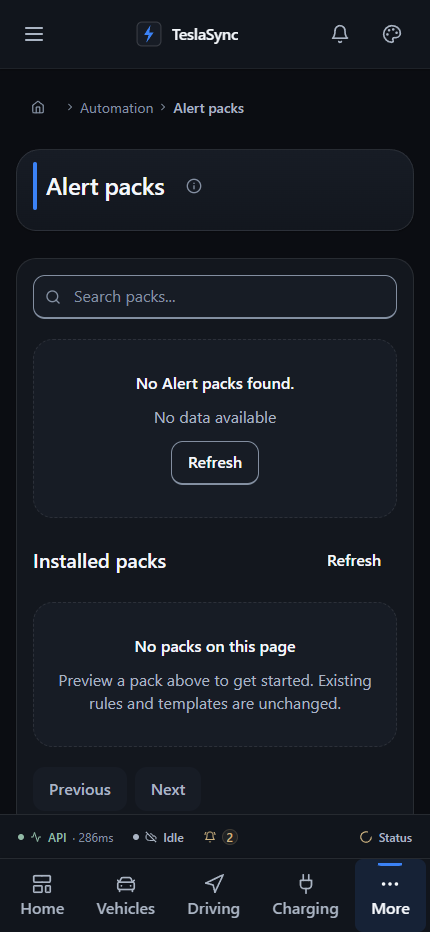 TeslaSync
Automation
Alert packs
Alert packs
Search packs...
No Alert packs found.
No data available
Refresh
Installed packs
Refresh
No packs on this page
Preview a pack above to get started. Existing
rules and templates are unchanged.
Previous
Next
API · 286ms
Idle
2
Status
Home
Vehicles
Driving
Charging
More